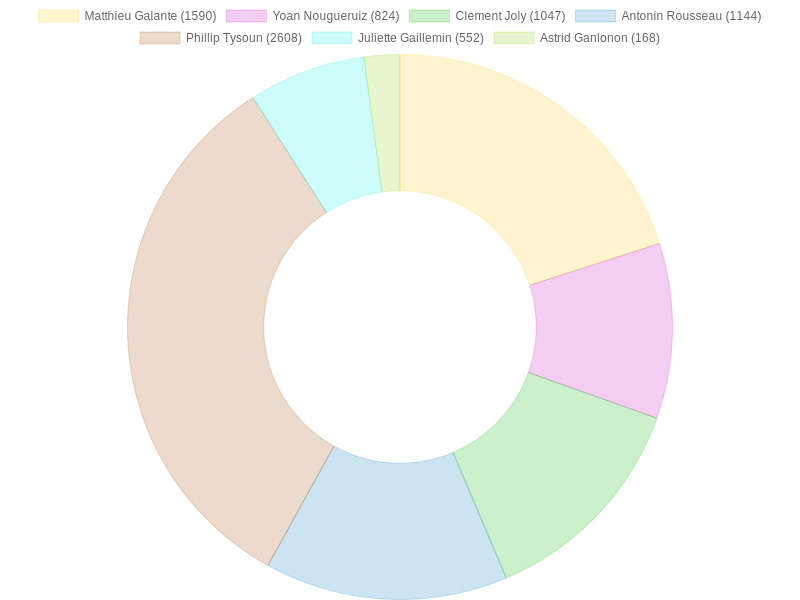 Matthieu Galante (1590) Yoan Nougueruiz (824) Clement Joly (1047) Antonin Rousseau (1144)
Phillip Tysoun (2608) Juliette Gaillemin (552) Astrid Ganlonon (168)